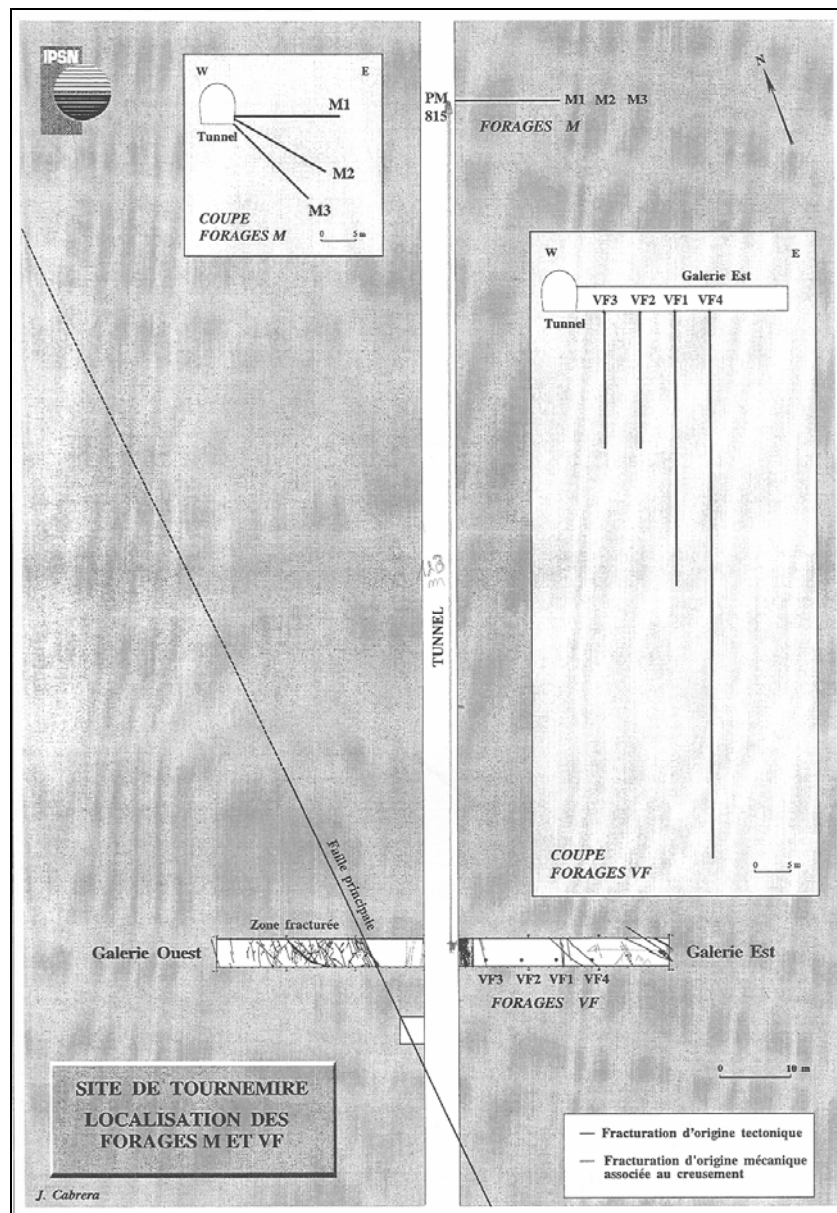 IPSN
W E
M1
Tunnel
M2
M3
COUPE
FORAGES M
0 5 m
PM
815
M1 M2 M3
FORAGES M
N
W E
Galerie Est
VF3 VF2 VF1 VF4
Tunnel
COUPE
FORAGES VF
0 5 m
TUNNEL
Faille principale
Zone fracturée
Galerie Ouest
Galerie Est
VF3 VF2 VF1 VF4
FORAGES VF
0 10 m
SITE DE TOURNEMIRE
LOCALISATION DES
FORAGES M ET VF
Fracturation d'origine tectonique
Fracturation d'origine mécanique
associée au creusement
J. Cabrera